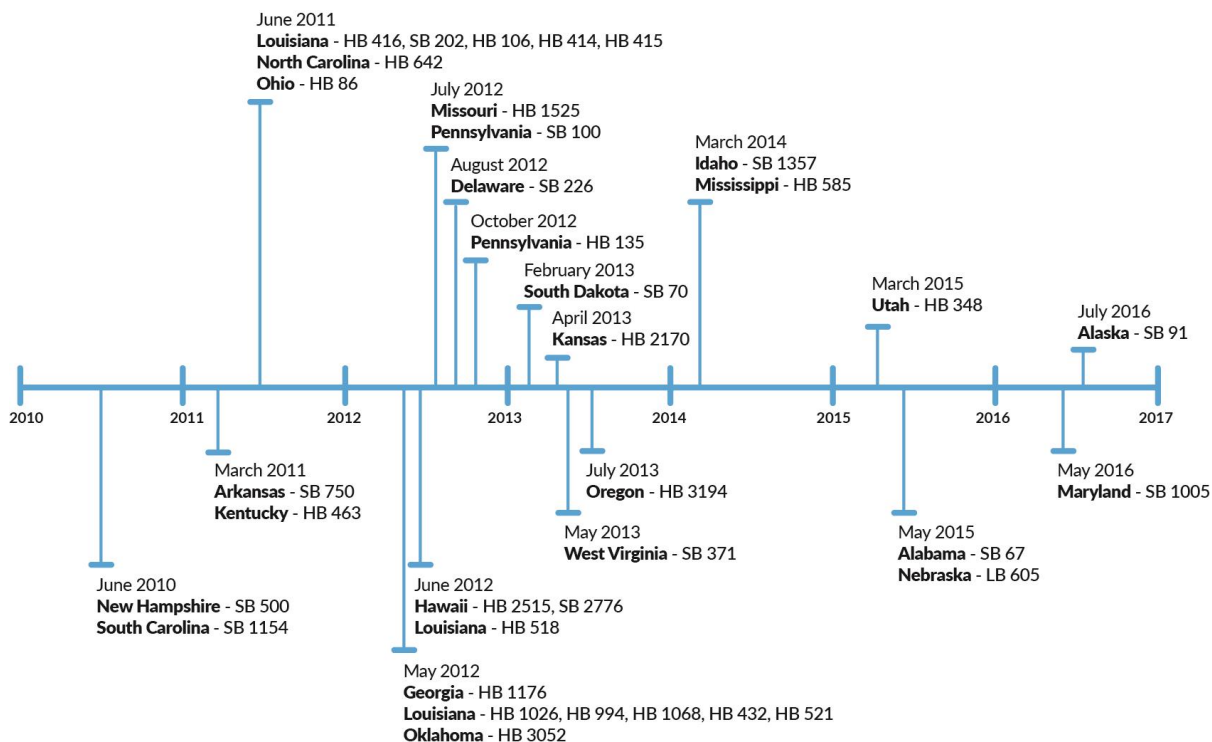 June 2011
Louisiana - HB 416, SB 202, HB 106, HB 414, HB 415
North Carolina - HB 642
Ohio - HB 86
July 2012
Missouri - HB 1525
Pennsylvania - SB 100
August 2012
Delaware - SB 226
October 2012
Pennsylvania - HB 135
February 2013
South Dakota - SB 70
April 2013
Kansas - HB 2170
March 2014
Idaho - SB 1357
Mississippi - HB 585
March 2015
Utah - HB 348
July 2016
Alaska - SB 91
2010 2011 2012 2013 2014 2015 2016 2017
March 2011
Arkansas - SB 750
Kentucky - HB 463
June 2010
New Hampshire - SB 500
South Carolina - SB 1154
June 2012
Hawaii - HB 2515, SB 2776
Louisiana - HB 518
May 2012
Georgia - HB 1176
Louisiana - HB 1026, HB 994, HB 1068, HB 432, HB 521
Oklahoma - HB 3052
July 2013
Oregon - HB 3194
May 2013
West Virginia - SB 371
May 2015
Alabama - SB 67
Nebraska - LB 605
May 2016
Maryland - SB 1005